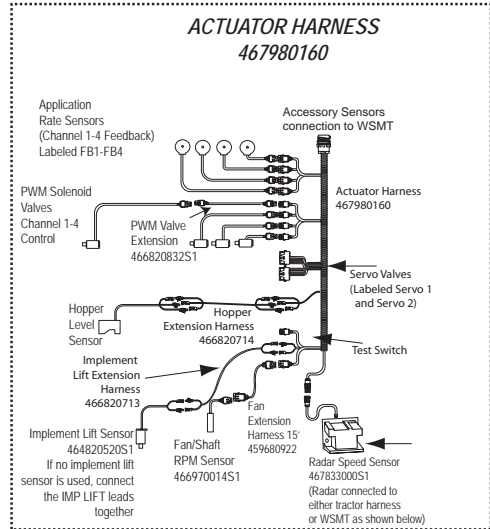 ACTUATOR HARNESS
467980160
Application
Rate Sensors
(Channel 1-4 Feedback)
Labeled FB1-FB4
Accessory Sensors
connection to WSMT
PWM Solenoid
Valves
Channel 1-4
Control
PWM Valve
Extension
466820832S1
Actuator Harness
467980160
Servo Valves
(Labeled Servo 1
and Servo 2)
Hopper
Level
Sensor
Hopper
Extension Harness
466820714
Test Switch
Implement
Lift Extension
Harness
466820713
Implement Lift Sensor
464820520S1
If no implement lift
sensor is used, connect
the IMP LIFT leads
together
Fan/Shaft
RPM Sensor
466970014S1
Fan
Extension
Harness 15'
459680922
Radar Speed Sensor
467833000S1
(Radar connected to
either tractor harness
or WSMT as shown below)